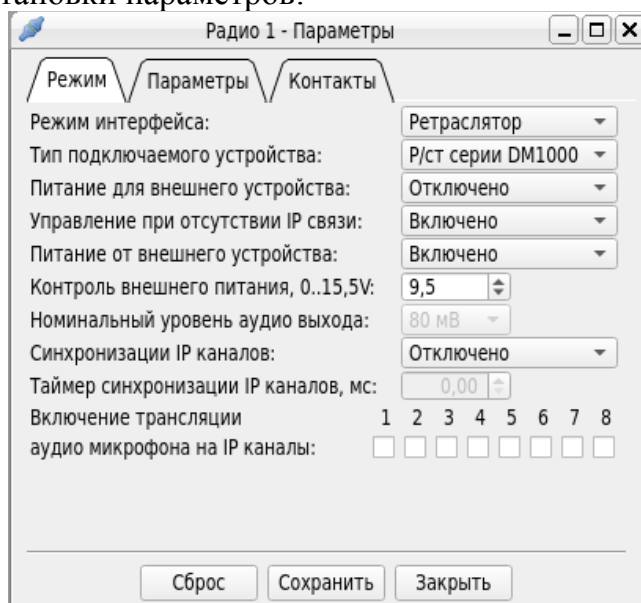 тановки параметров.
Радио 1 - Параметры
Режим Параметры Контакты
Режим интерфейса: Ретраслятор
Тип подключаемого устройства: Р/ст серии DM1000
Питание для внешнего устройства: Отключено
Управление при отсутствии IP связи: Включено
Питание от внешнего устройства: Включено
Контроль внешнего питания, 0..15,5V: 9,5
Номинальный уровень аудио выхода: 80 мВ
Синхронизации IP каналов: Отключено
Таймер синхронизации IP каналов, мс: 0,00
Включение трансляции 1 2 3 4 5 6 7 8
аудио микрофона на IP каналы:
Сброс Сохранить Закрыть